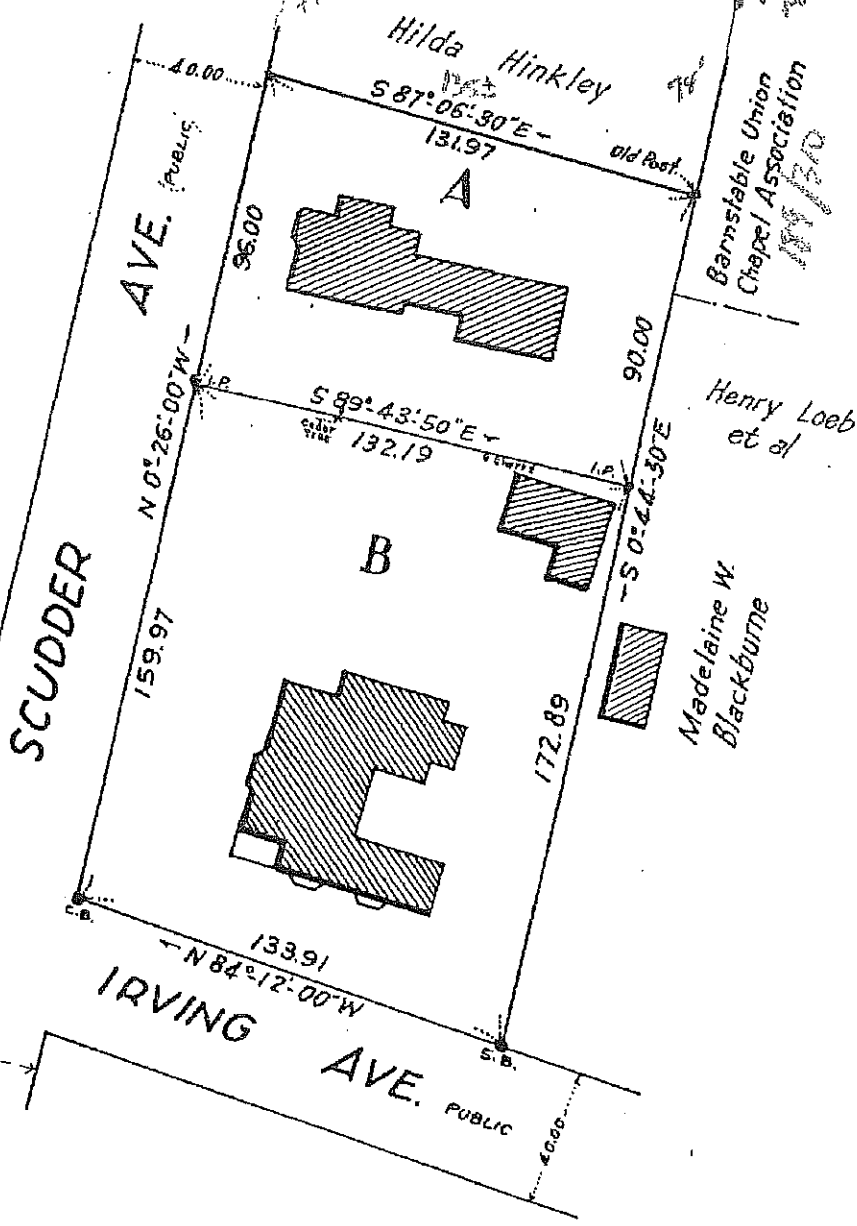 Hilda Hinkley
40.00
S 87°-06'-30" E
131.97
Old Post
A
Barnstable Union
Chapel Association
AVE. PUBLIC
96.00
90.00
I.P.
N 0°-26'-00" W
S 89°-43'-50" E
Cedar
132.19
I.P.
Henry Loeb
et al
S 0°-44'-30" E
B
SCUDDER
159.97
Madelaine W.
Blackburne
172.89
C.B.
133.91
N 84°-12'-00" W
IRVING
AVE. PUBLIC
S.B.
40.00